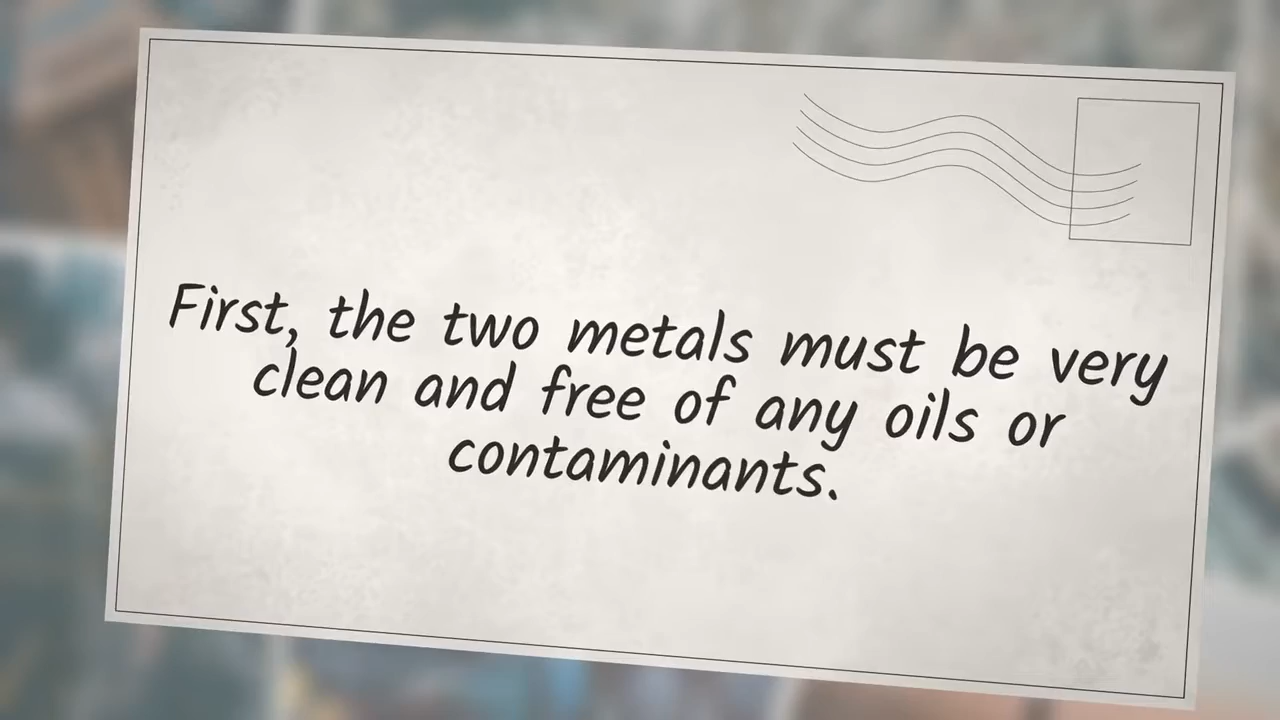 First, the two metals must be very
clean and free of any oils or
contaminants.